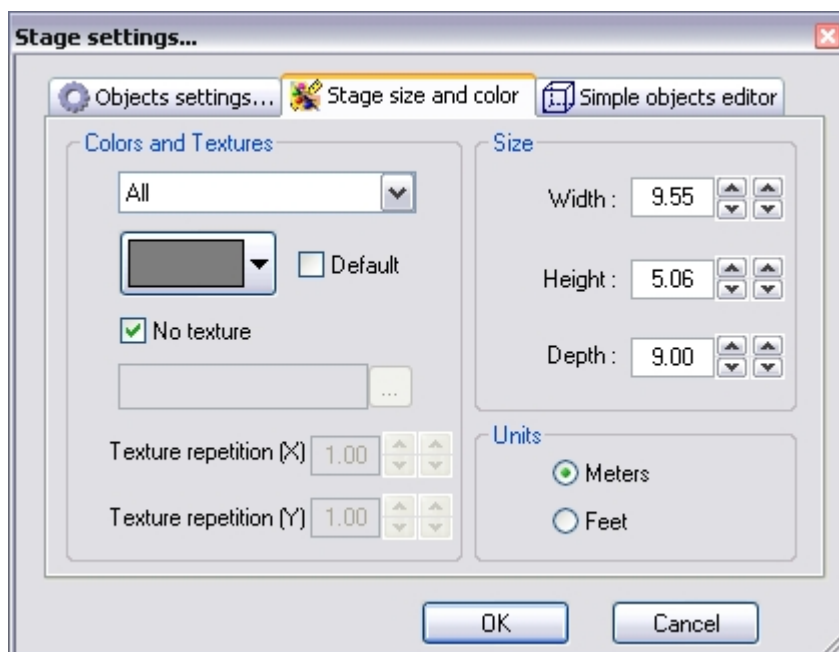 Stage settings...
Objects settings...
Stage size and color
Simple objects editor
Colors and Textures
All
Default
No texture
...
Texture repetition (X) 1.00
Texture repetition (Y) 1.00
Size
Width : 9.55
Height : 5.06
Depth : 9.00
Units
Meters
Feet
OK
Cancel